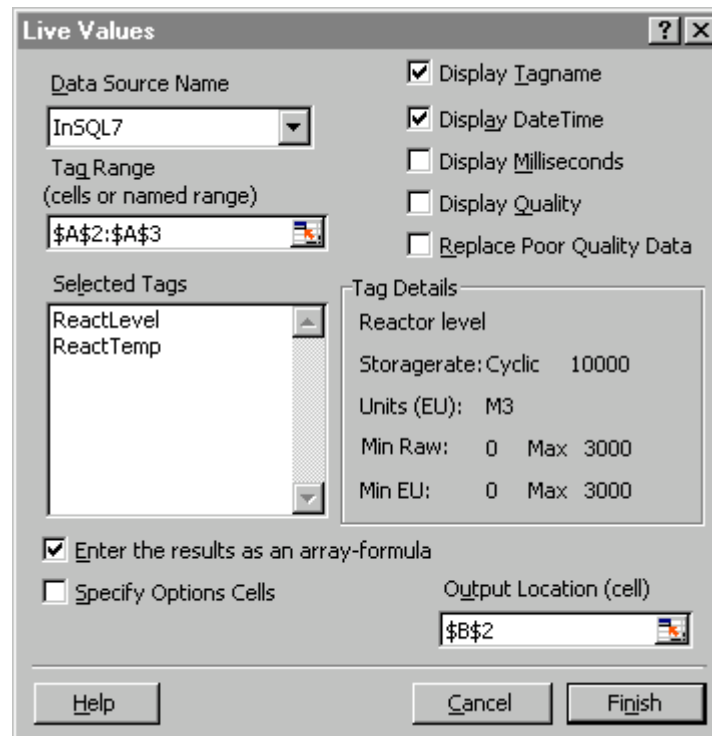 Live Values
Data Source Name
InSQL7
Tag Range
(cells or named range)
$A$2:$A$3
Selected Tags
ReactLevel
ReactTemp
Display Tagname
Display DateTime
Display Milliseconds
Display Quality
Replace Poor Quality Data
Tag Details
Reactor level
Storagerate: Cyclic 10000
Units (EU): M3
Min Raw: 0 Max 3000
Min EU: 0 Max 3000
Enter the results as an array-formula
Specify Options Cells
Output Location (cell)
$B$2
Help
Cancel
Finish